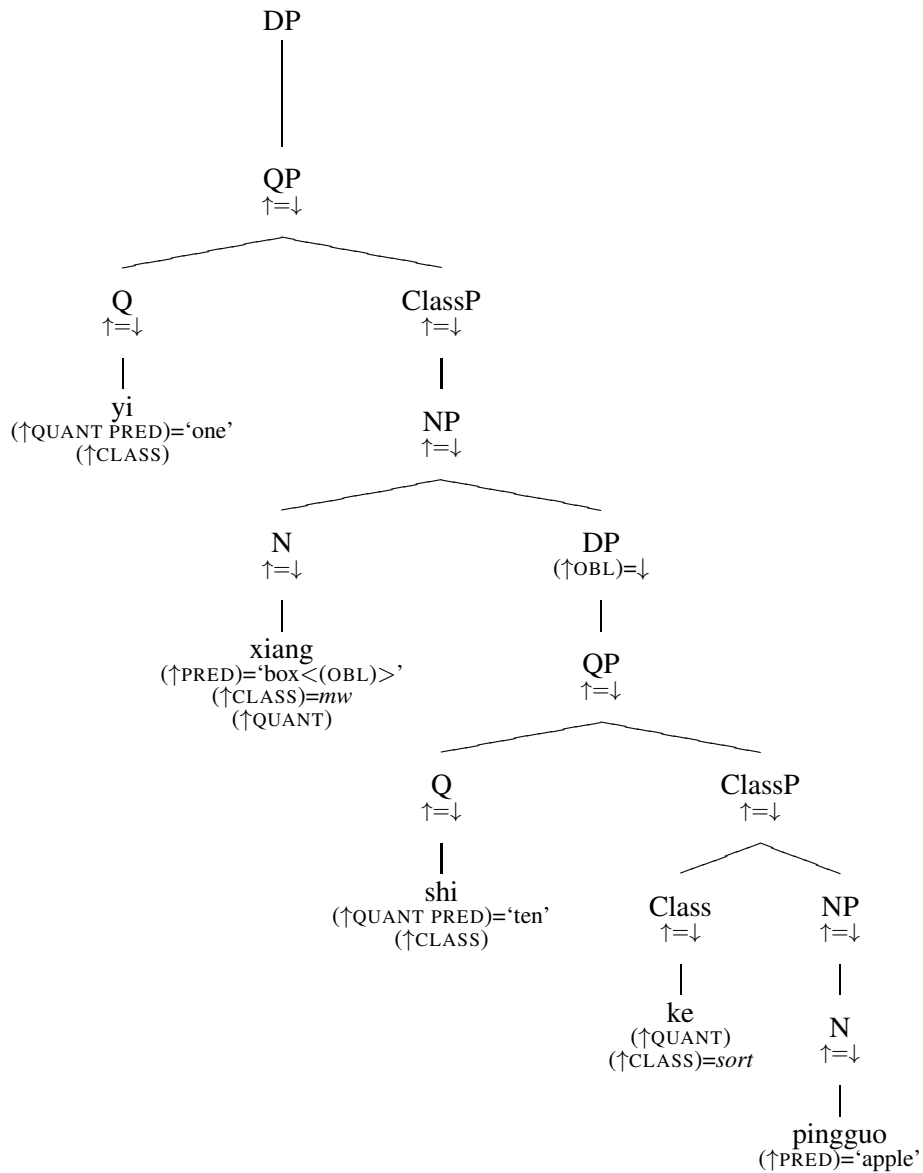 DP
QP
↑=↓
Q ClassP
↑=↓ ↑=↓
yi
(↑QUANT PRED)=‘one’
(↑CLASS)
NP
↑=↓
N DP
↑=↓ (↑OBL)=↓
xiang
(↑PRED)=‘box<(OBL)>’
(↑CLASS)=mw
(↑QUANT)
QP
↑=↓
Q ClassP
↑=↓ ↑=↓
shi
(↑QUANT PRED)=‘ten’
(↑CLASS)
Class NP
↑=↓ ↑=↓
ke
(↑QUANT)
(↑CLASS)=sort
N
↑=↓
pingguo
(↑PRED)=‘apple’